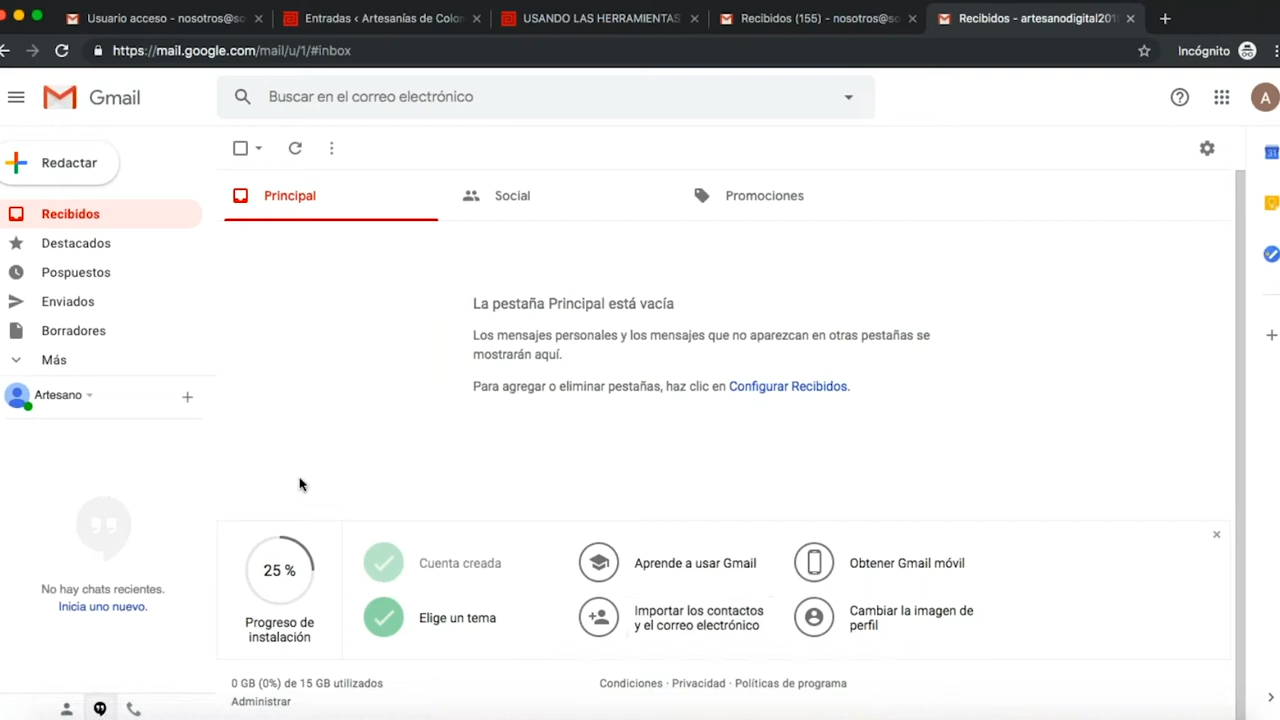 Usuario acceso - nosotros@so
Entradas ‹ Artesanías de Colon
USANDO LAS HERRAMIENTAS
Recibidos (155) - nosotros@so
Recibidos - artesanodigital201
https://mail.google.com/mail/u/1/#inbox
Incógnito
Gmail
Buscar en el correo electrónico
A
Redactar
Principal
Social
Promociones
31
Recibidos
Destacados
Pospuestos
Enviados
Borradores
Más
Artesano
La pestaña Principal está vacía
Los mensajes personales y los mensajes que no aparezcan en otras pestañas se
mostrarán aquí.
Para agregar o eliminar pestañas, haz clic en Configurar Recibidos.
No hay chats recientes.
Inicia uno nuevo.
25 %
Progreso de
instalación
Cuenta creada
Elige un tema
Aprende a usar Gmail
Importar los contactos
y el correo electrónico
Obtener Gmail móvil
Cambiar la imagen de
perfil
0 GB (0%) de 15 GB utilizados
Administrar
Condiciones · Privacidad · Políticas de programa